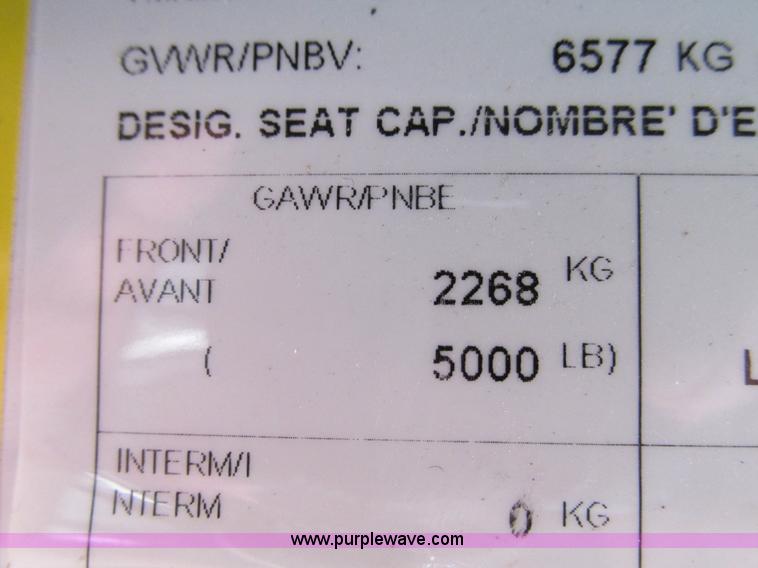 GVWR/PNBV: 6577 KG
DESIG. SEAT CAP./NOMBRE' D'E
GAWR/PNBE
FRONT/
AVANT 2268 KG
( 5000 LB)
INTERM/I
NTERM 0 KG
www.purplewave.com